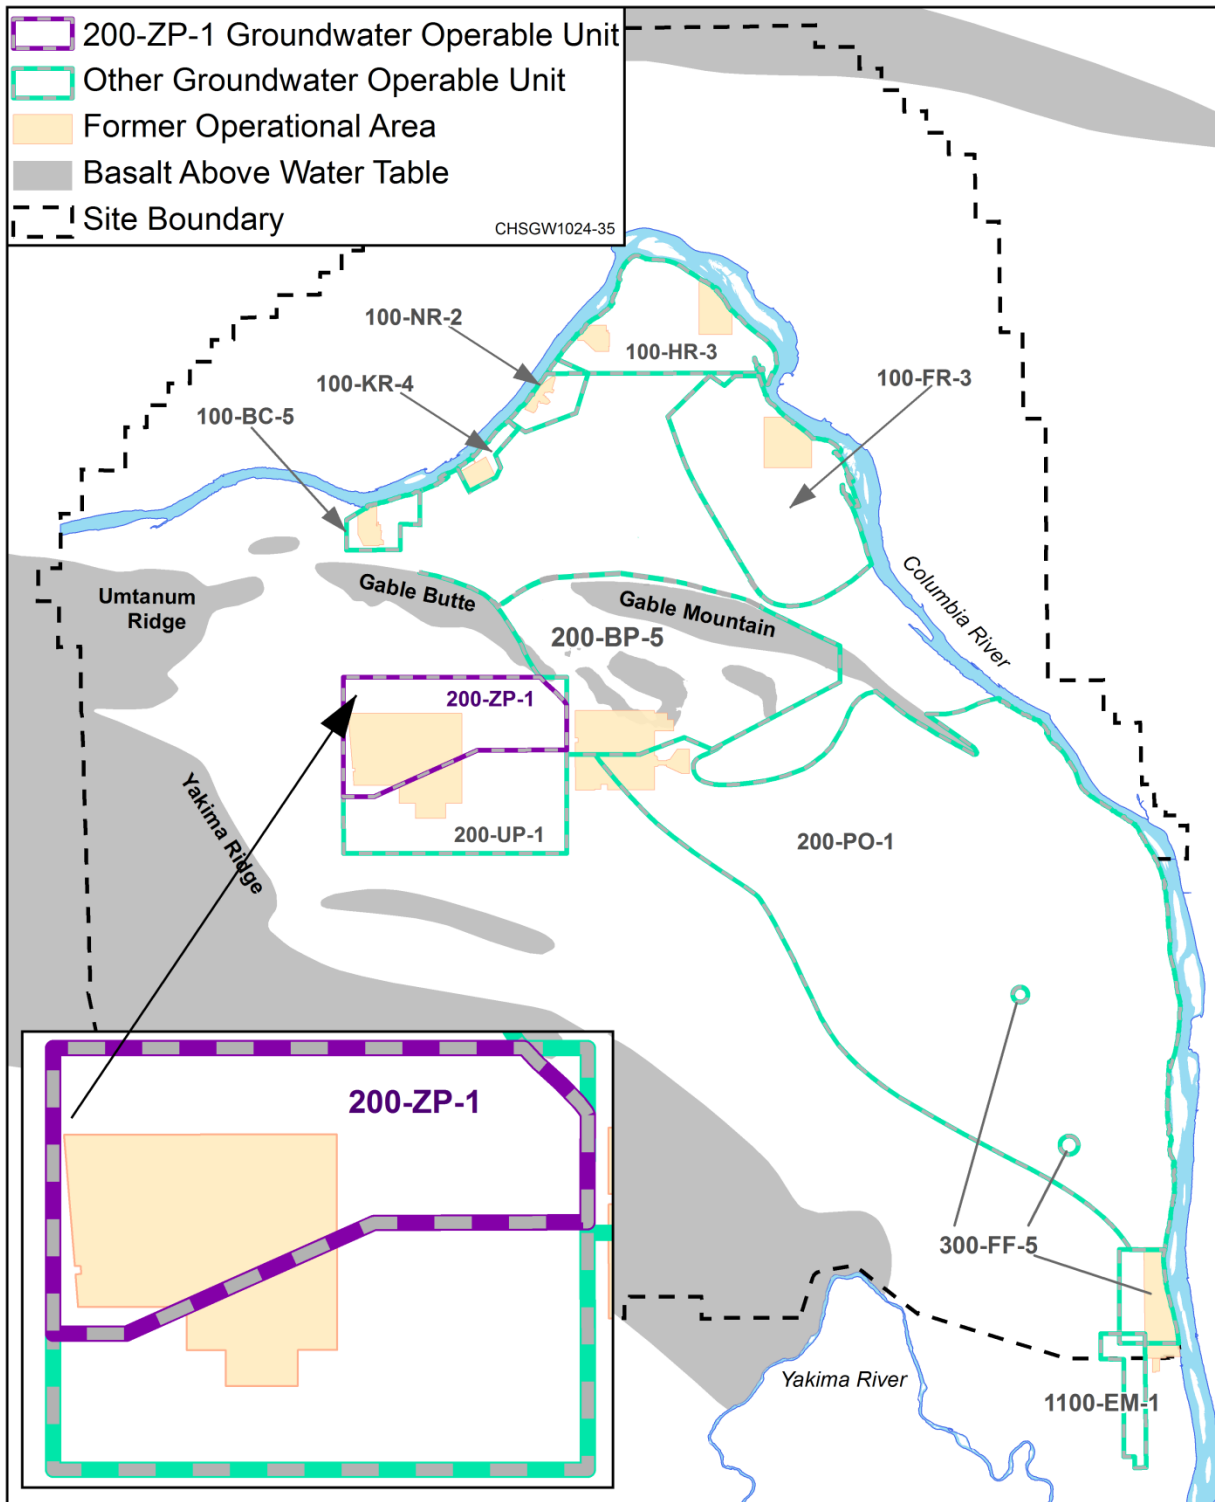 200-ZP-1 Groundwater Operable Unit
Other Groundwater Operable Unit
Former Operational Area
Basalt Above Water Table
Site Boundary
CHSGW1024-35
100-NR-2
100-HR-3
100-KR-4
100-FR-3
100-BC-5
Columbia River
Umtanum
Ridge
Gable Butte
Gable Mountain
200-BP-5
200-ZP-1
Yakima Ridge
200-UP-1
200-PO-1
200-ZP-1
300-FF-5
Yakima River
1100-EM-1